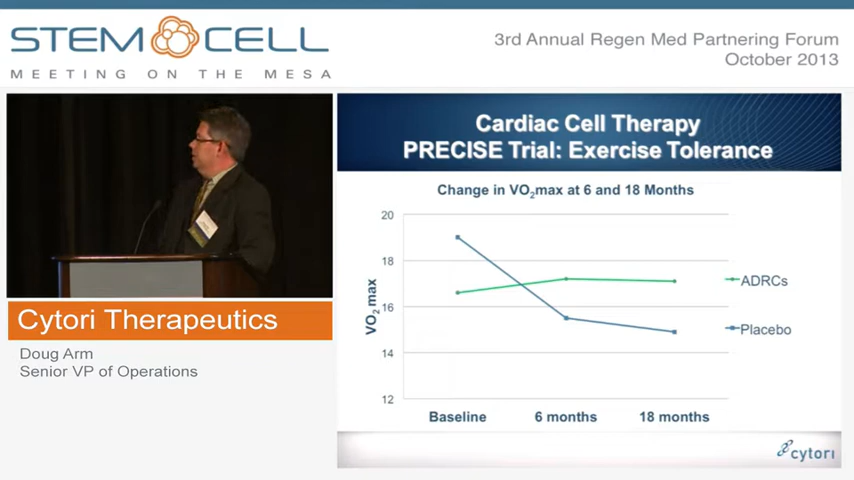 STEM CELL
MEETING ON THE MESA
3rd Annual Regen Med Partnering Forum
October 2013
Cardiac Cell Therapy
PRECISE Trial: Exercise Tolerance
Change in VO2max at 6 and 18 Months
20
18
16
14
12
VO2 max
ADRCs
Placebo
Baseline 6 months 18 months
cytori
Cytori Therapeutics
Doug Arm
Senior VP of Operations